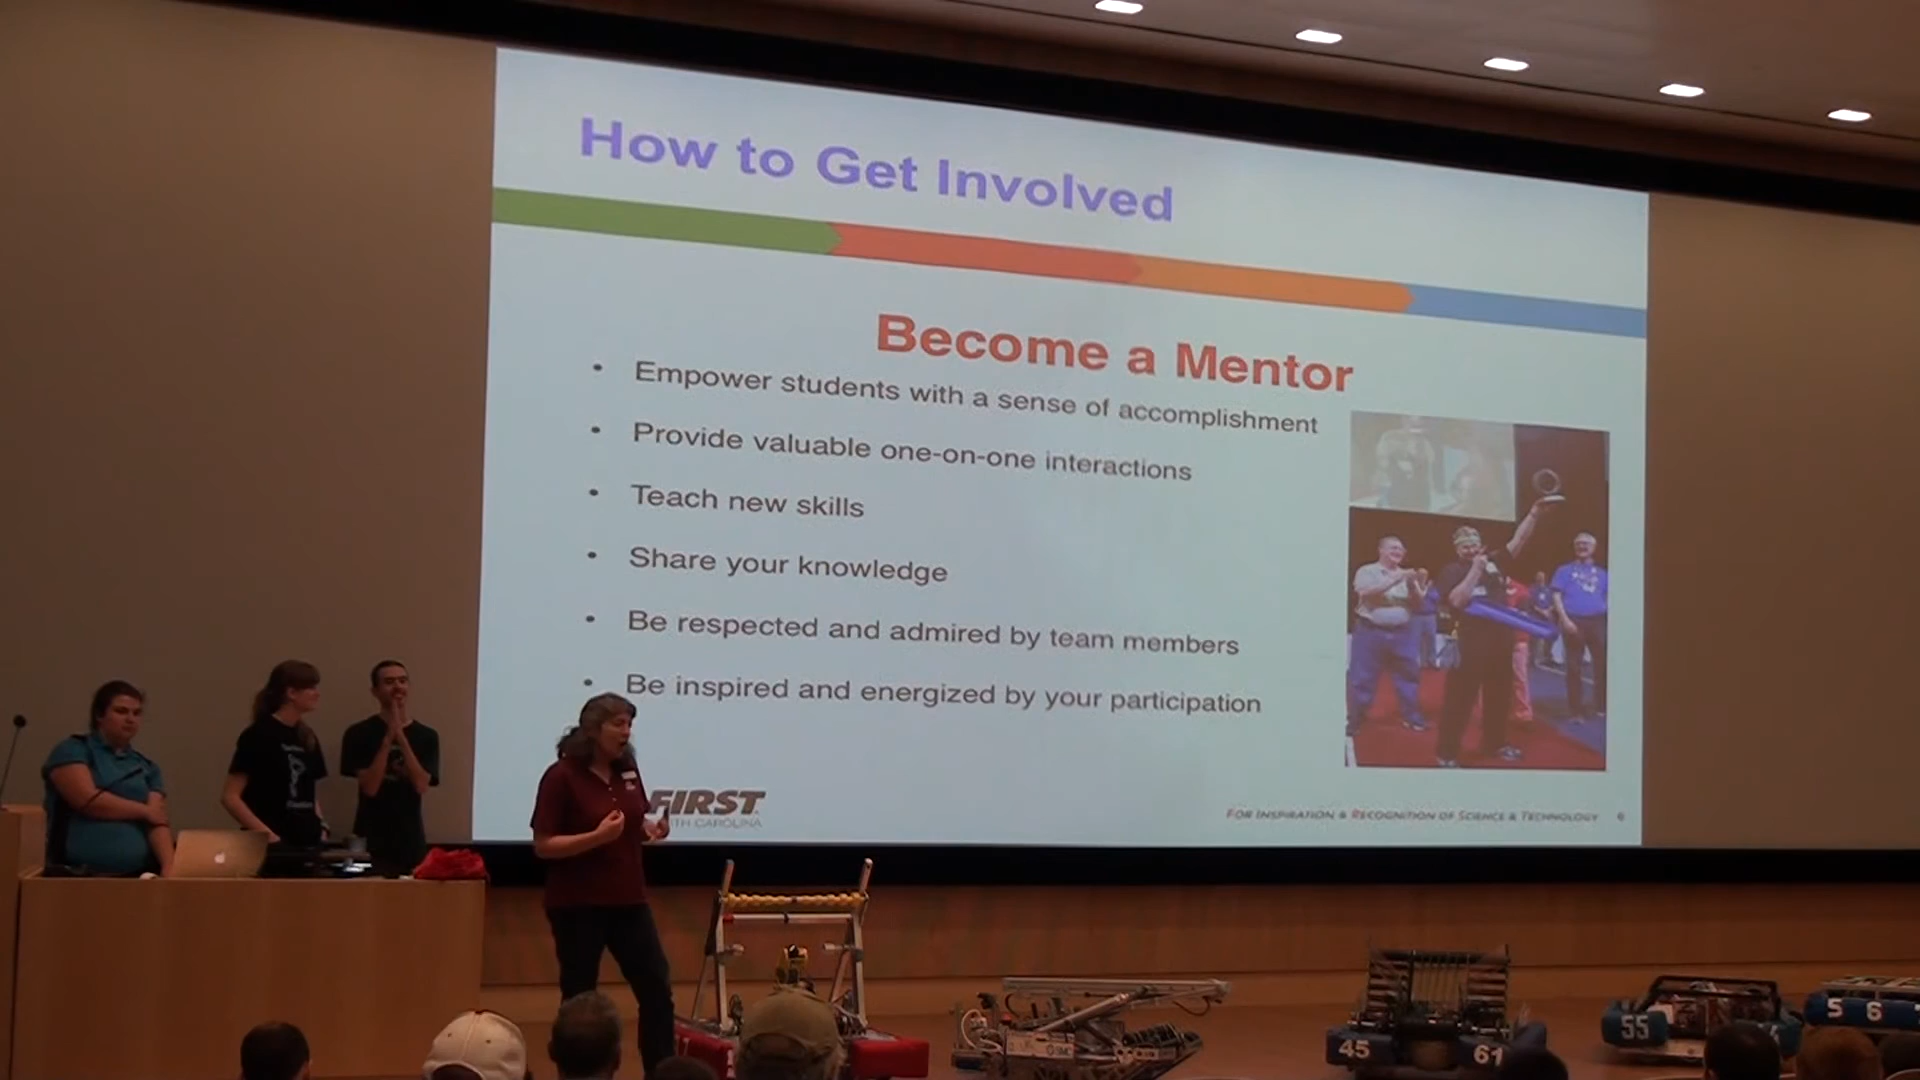 How to Get Involved
Become a Mentor
• Empower students with a sense of accomplishment
• Provide valuable one-on-one interactions
• Teach new skills
• Share your knowledge
• Be respected and admired by team members
• Be inspired and energized by your participation
FIRST
TH CAROLINA
FOR INSPIRATION & RECOGNITION OF SCIENCE & TECHNOLOGY 6
45 61
55
5 6